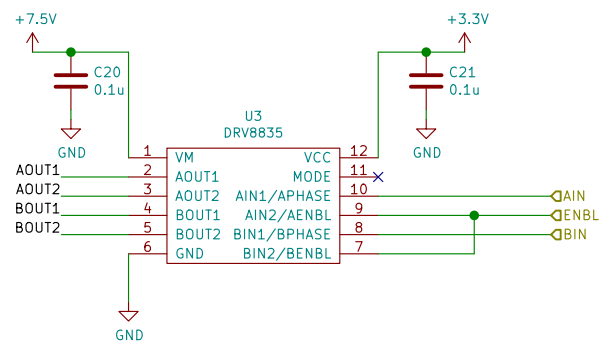 +7.5V
+3.3V
C20
0.1u
C21
0.1u
GND
GND
U3
DRV8835
1 VM VCC 12
AOUT1 2 AOUT1 MODE 11
AOUT2 3 AOUT2 AIN1/APHASE 10 AIN
BOUT1 4 BOUT1 AIN2/AENBL 9 ENBL
BOUT2 5 BOUT2 BIN1/BPHASE 8 BIN
6 GND BIN2/BENBL 7
GND